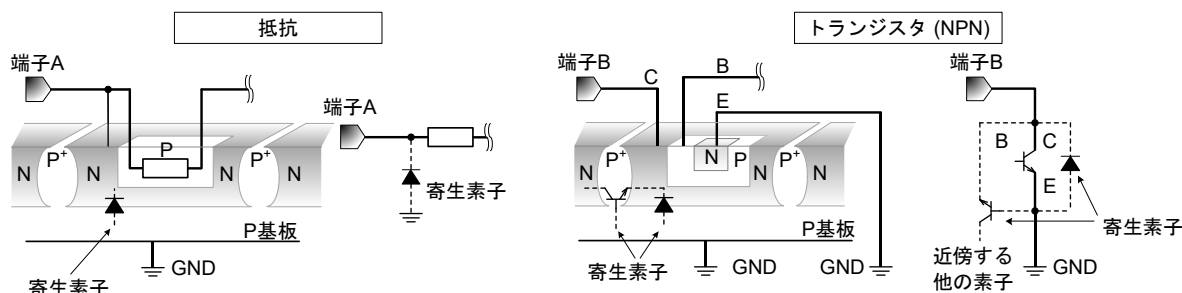 抵抗
トランジスタ (NPN)
端子A
端子A
P
N
P+
N
P+
N
N
寄生素子
P基板
GND
寄生素子
端子B
C
B
E
N
P+
N
N
P
P+
N
N
P基板
寄生素子
GND
GND
端子B
B
C
E
寄生素子
近傍する
他の素子
GND